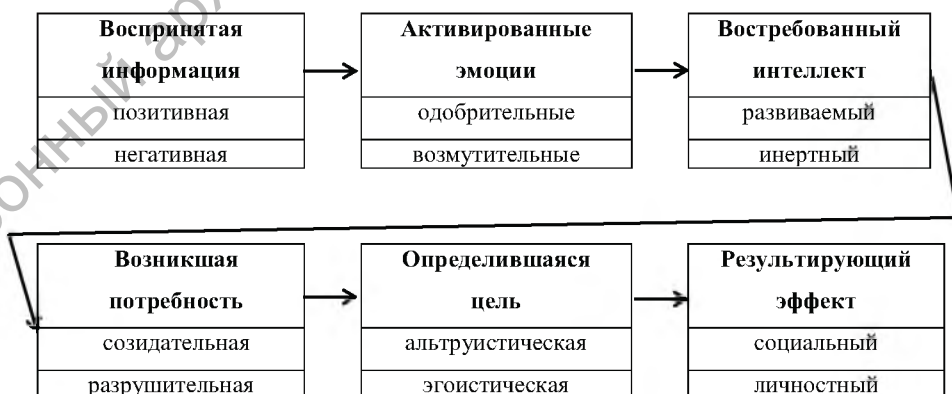 Воспринятая
информация
позитивная
негативная
Активированные
эмоции
одобрительные
возмутительные
Востребованный
интеллект
развиваемый
инертный
Возникшая
потребность
созидательная
разрушительная
Определившаяся
цель
альтруистическая
эгоистическая
Результирующий
эффект
социальный
личностный